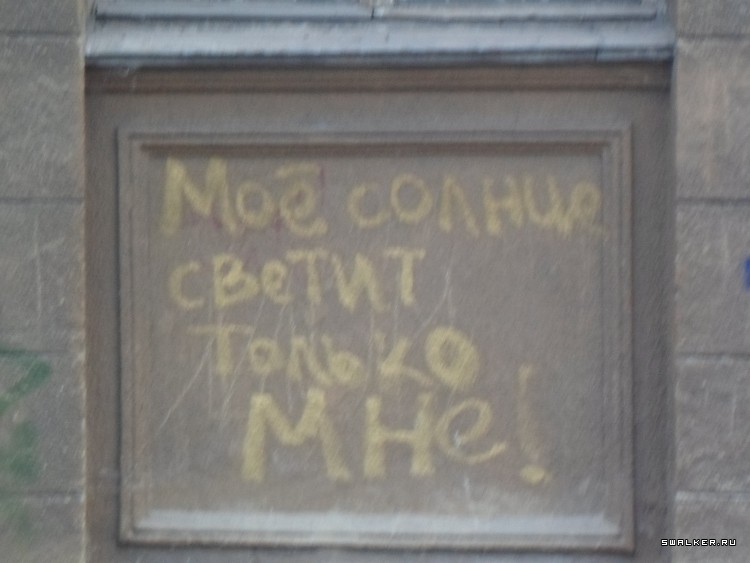 Моё солнце
светит
только
мне!
SWALKER.RU